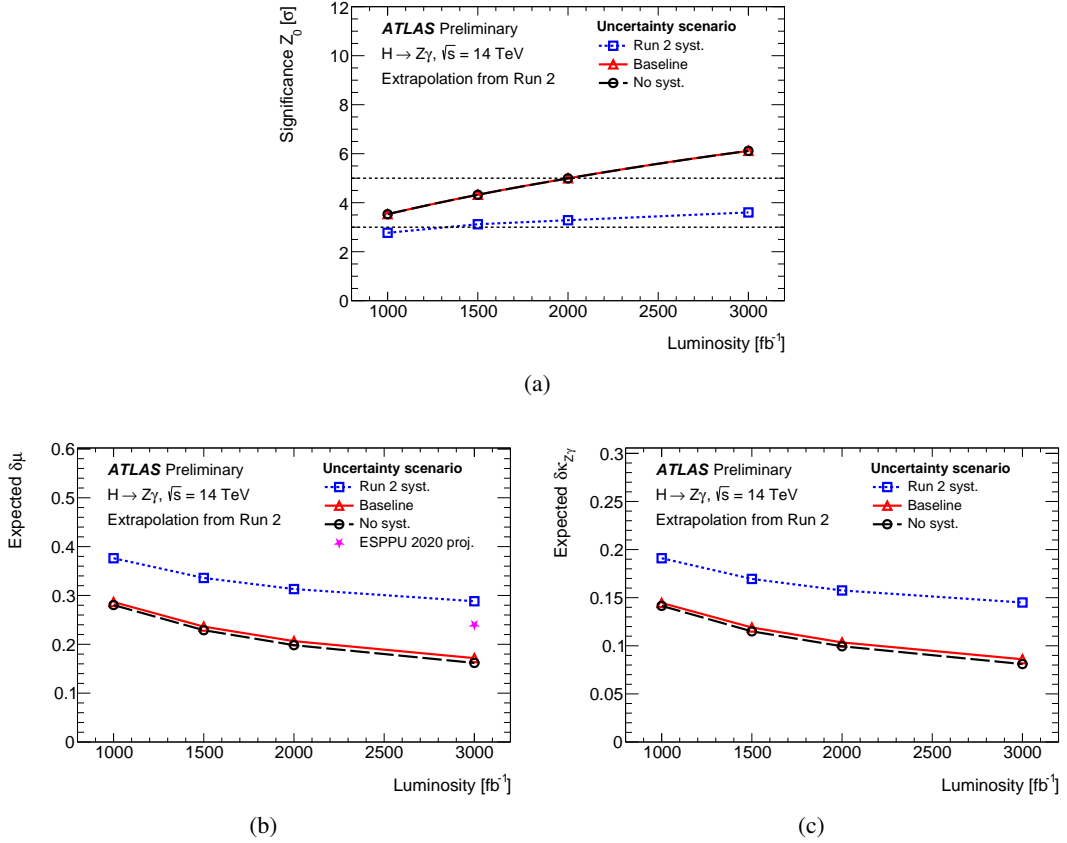 Significance Z0 [σ]
12
10
8
6
4
2
0
ATLAS Preliminary
H → Zγ, √s = 14 TeV
Extrapolation from Run 2
Uncertainty scenario
Run 2 syst.
Baseline
No syst.
1000 1500 2000 2500 3000
Luminosity [fb-1]
(a)
Expected δμ
0.6
0.5
0.4
0.3
0.2
0.1
0
ATLAS Preliminary
H → Zγ, √s = 14 TeV
Extrapolation from Run 2
Uncertainty scenario
Run 2 syst.
Baseline
No syst.
ESPPU 2020 proj.
1000 1500 2000 2500 3000
Luminosity [fb-1]
(b)
Expected δκZγ
0.3
0.25
0.2
0.15
0.1
0.05
0
ATLAS Preliminary
H → Zγ, √s = 14 TeV
Extrapolation from Run 2
Uncertainty scenario
Run 2 syst.
Baseline
No syst.
1000 1500 2000 2500 3000
Luminosity [fb-1]
(c)